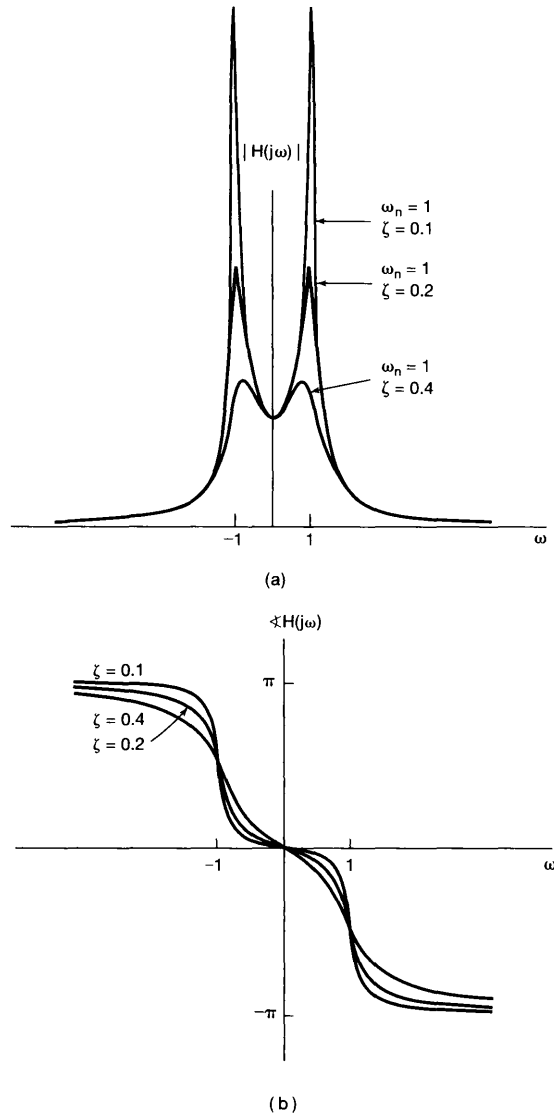 | H(jω) |
ωn = 1
ζ = 0.1
ωn = 1
ζ = 0.2
ωn = 1
ζ = 0.4
−1
1
ω
(a)
∢H(jω)
π
ζ = 0.1
ζ = 0.4
ζ = 0.2
−1
1
ω
−π
(b)